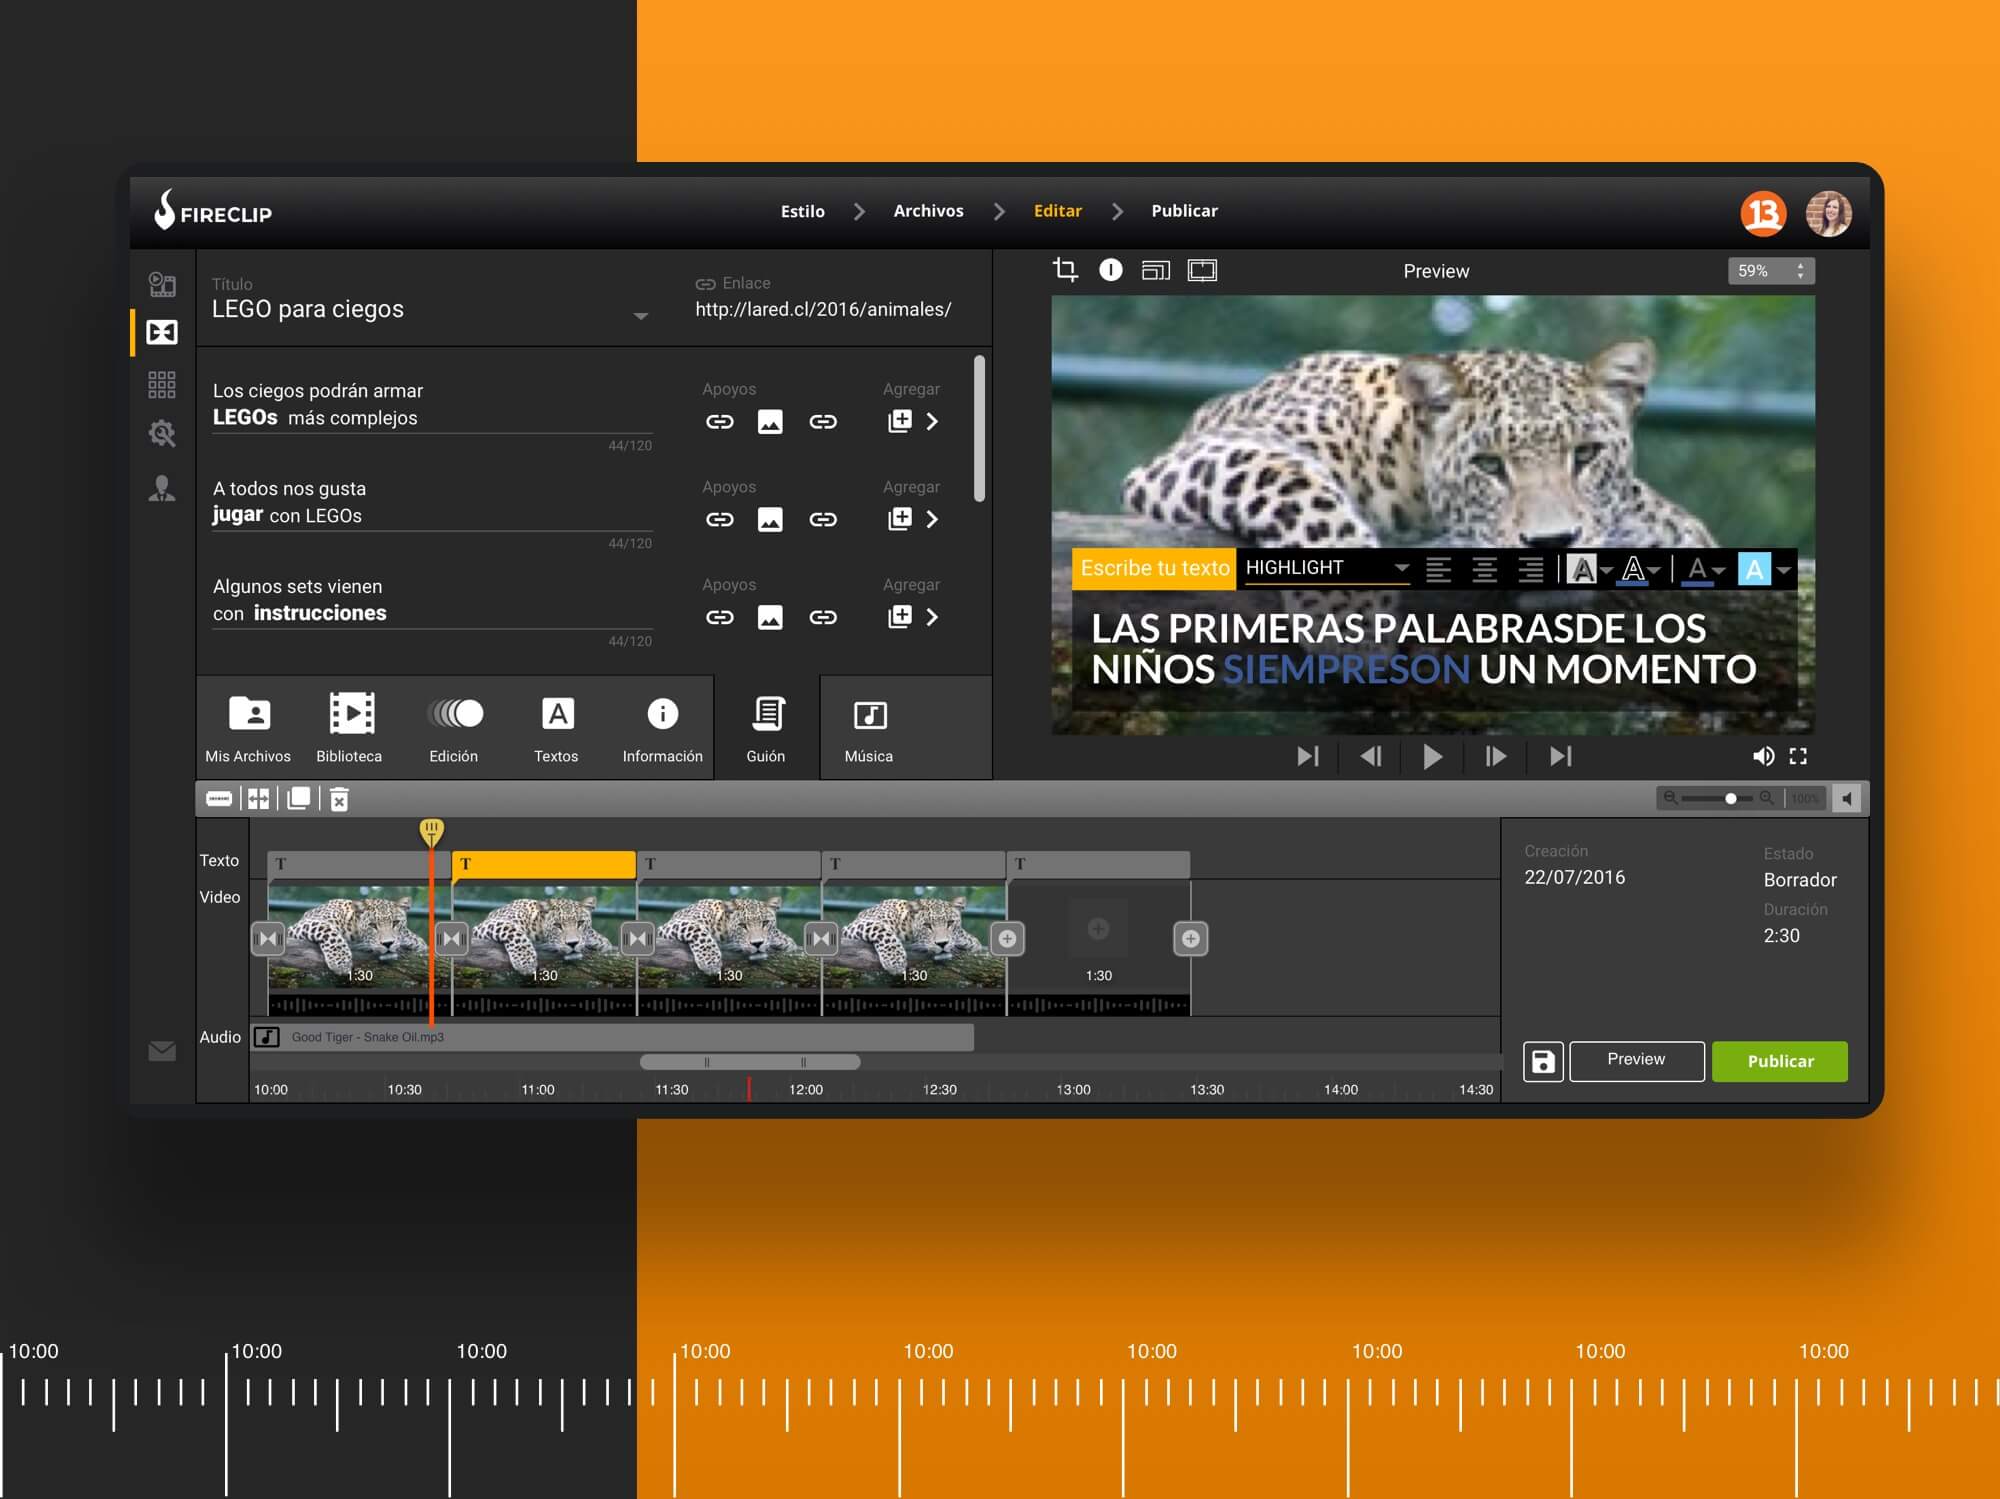 FIRECLIP
Estilo
Archivos
Editar
Publicar
13
Título
LEGO para ciegos
Enlace
http://lared.cl/2016/animales/
Preview
59%
Los ciegos podrán armar
LEGOs más complejos
44/120
Apoyos
Agregar
A todos nos gusta
jugar con LEGOs
44/120
Apoyos
Agregar
Algunos sets vienen
con instrucciones
44/120
Apoyos
Agregar
Escribe tu texto
HIGHLIGHT
A
A
A
A
LAS PRIMERAS PALABRASDE LOS
NIÑOS SIEMPRESON UN MOMENTO
Mis Archivos
Biblioteca
Edición
A
Textos
Información
Guión
Música
100%
Texto
T
T
T
T
T
Video
1:30
1:30
1:30
1:30
1:30
Audio
Good Tiger - Snake Oil.mp3
10:00
10:30
11:00
11:30
12:00
12:30
13:00
13:30
14:00
14:30
Creación
22/07/2016
Estado
Borrador
Duración
2:30
Preview
Publicar
10:00
10:00
10:00
10:00
10:00
10:00
10:00
10:00
10:00